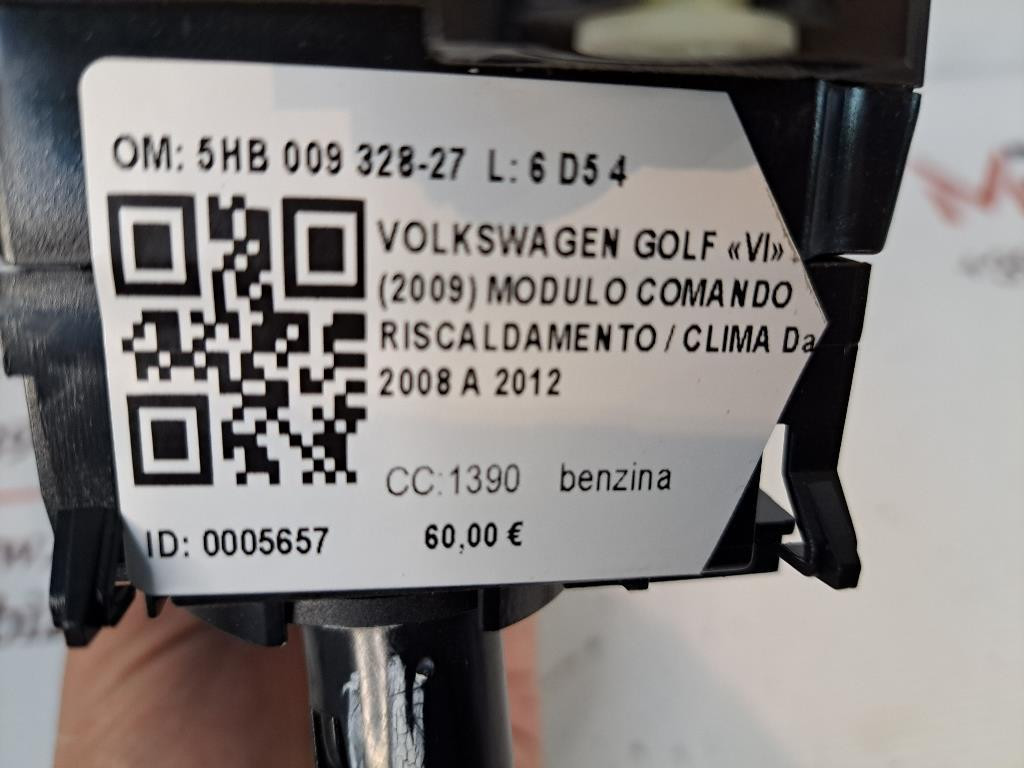 OM: 5HB 009 328-27 L: 6 D5 4
VOLKSWAGEN GOLF «VI»
(2009) MODULO COMANDO
RISCALDAMENTO / CLIMA Da
2008 A 2012
CC:1390 benzina
ID: 0005657 60,00 €